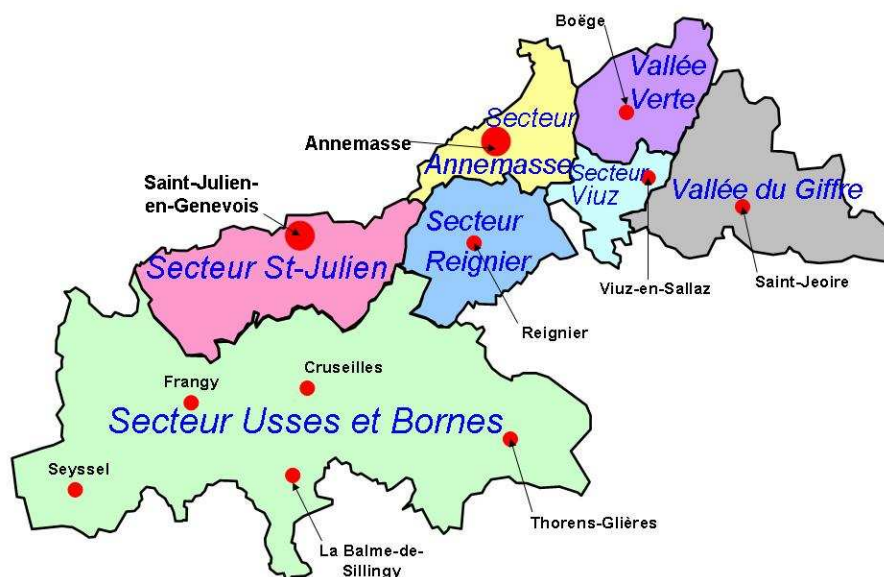 Boëge
Vallée
Verte
Secteur
Annemasse
Annemasse
Secteur
Viuz
Vallée du Giffre
Saint-Julien-
en-Genevois
Secteur
Reignier
Secteur St-Julien
Viuz-en-Sallaz
Saint-Jeoire
Reignier
Cruseilles
Frangy
Secteur Usses et Bornes
Seyssel
Thorens-Glières
La Balme-de-
Sillingy